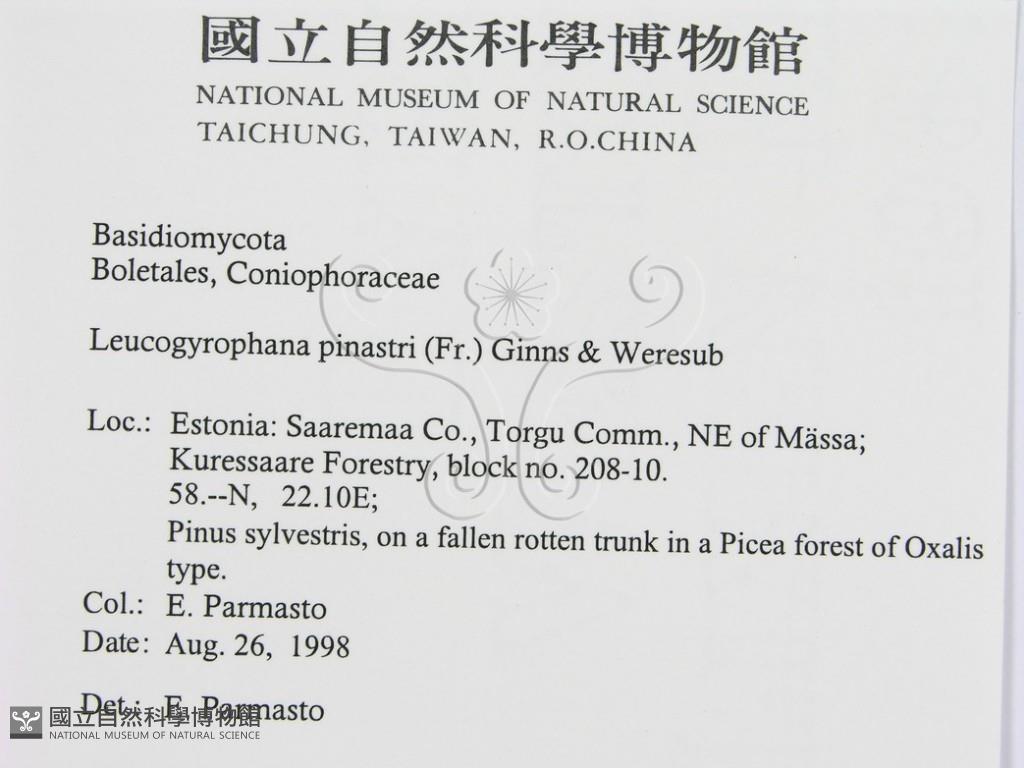 國立自然科學博物館
NATIONAL MUSEUM OF NATURAL SCIENCE
TAICHUNG, TAIWAN, R.O.CHINA
Basidiomycota
Boletales, Coniophoraceae
Leucogyrophana pinastri (Fr.) Ginns & Weresub
Loc.: Estonia: Saaremaa Co., Torgu Comm., NE of Mässa;
Kuressaare Forestry, block no. 208-10.
58.--N, 22.10E;
Pinus sylvestris, on a fallen rotten trunk in a Picea forest of Oxalis
type.
Col.: E. Parmasto
Date: Aug. 26, 1998
Det.: E. Parmasto
國立自然科學博物館
NATIONAL MUSEUM OF NATURAL SCIENCE